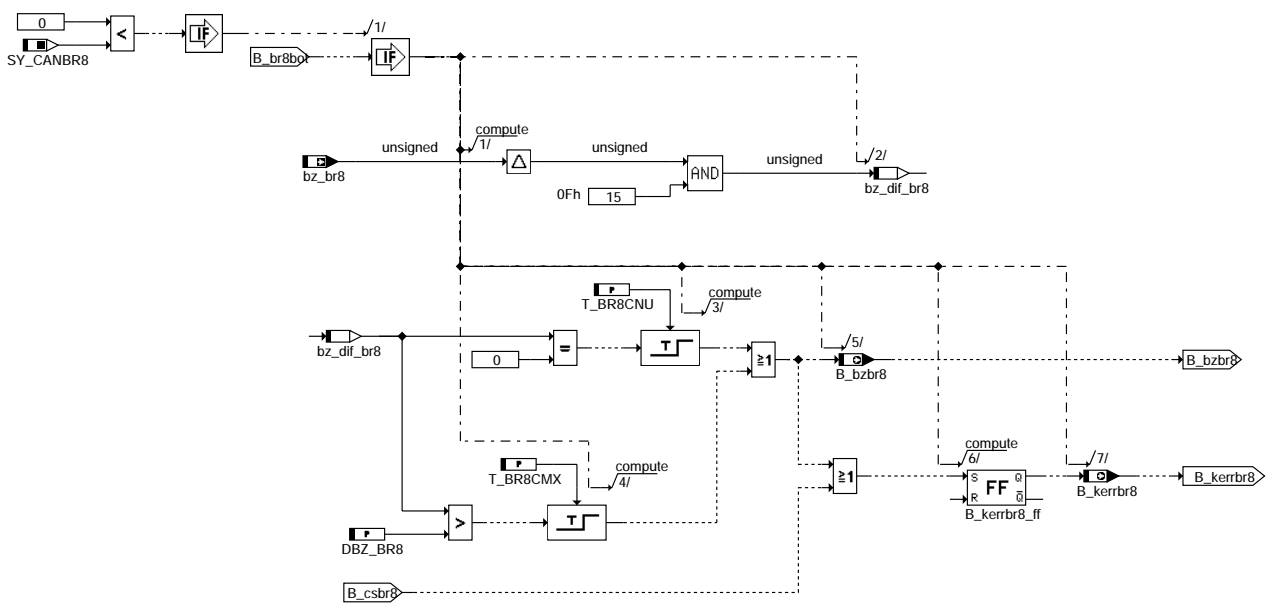 0
<
IF
1/
SY_CANBR8
B_br8bot
IF
compute
1/
unsigned
unsigned
unsigned
2/
bz_br8
AND
0Fh
15
bz_dif_br8
P
T_BR8CNU
compute
3/
bz_dif_br8
0
=
T
≥1
5/
B_bzbr8
B_bzbr8
P
T_BR8CMX
compute
4/
≥1
compute
6/
S Q
FF
R Q
B_kerrbr8_ff
7/
B_kerrbr8
B_kerrbr8
P
DBZ_BR8
>
T
B_csbr8